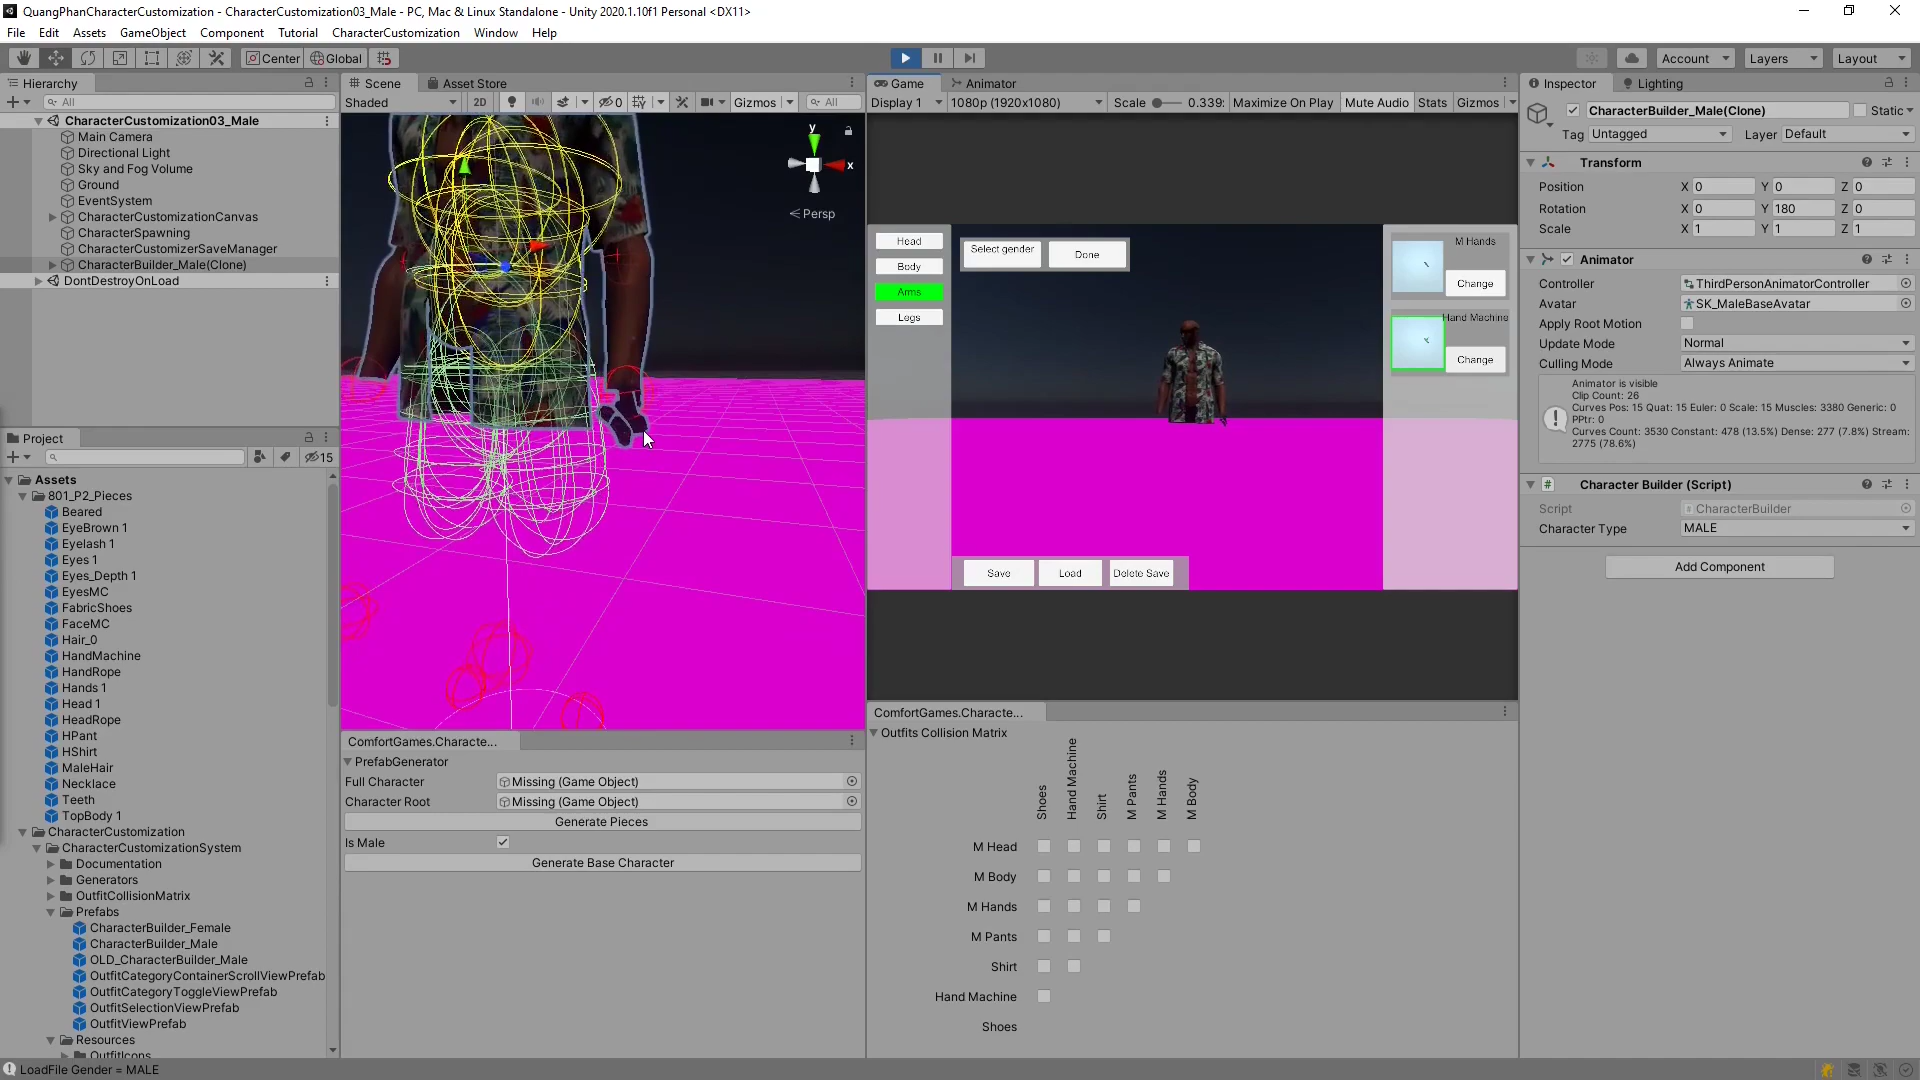 QuangPhanCharacterCustomization - CharacterCustomization03_Male - PC, Mac & Linux Standalone - Unity 2020.1.10f1 Personal <DX11>
File Edit Assets GameObject Component Tutorial CharacterCustomization Window Help
Center Global Account Layers Layout
Hierarchy
All
CharacterCustomization03_Male
Main Camera
Directional Light
Sky and Fog Volume
Ground
EventSystem
CharacterCustomizationCanvas
CharacterSpawning
CharacterCustomizerSaveManager
CharacterBuilder_Male(Clone)
DontDestroyOnLoad
Project
15
Assets
801_P2_Pieces
Beared
EyeBrown 1
Eyelash 1
Eyes 1
Eyes_Depth 1
EyesMC
FabricShoes
FaceMC
Hair_0
HandMachine
HandRope
Hands 1
Head 1
HeadRope
HPant
HShirt
MaleHair
Necklace
Teeth
TopBody 1
CharacterCustomization
CharacterCustomizationSystem
Documentation
Generators
OutfitCollisionMatrix
Prefabs
CharacterBuilder_Female
CharacterBuilder_Male
OLD_CharacterBuilder_Male
OutfitCategoryContainerScrollViewPrefab
OutfitCategoryToggleViewPrefab
OutfitSelectionViewPrefab
OutfitViewPrefab
Resources
OutfitIcons
LoadFile Gender = MALE
Scene Asset Store
Shaded 2D 0 Gizmos All
y
x
Persp
ComfortGames.Characte...
PrefabGenerator
Full Character Missing (Game Object)
Character Root Missing (Game Object)
Generate Pieces
Is Male
Generate Base Character
Game Animator
Display 1 1080p (1920x1080) Scale 0.339: Maximize On Play Mute Audio Stats Gizmos
Head
Body
Arms
Legs
Select gender Done
M Hands
Change
Hand Machine
Change
Save Load Delete Save
ComfortGames.Characte...
Outfits Collision Matrix
Shoes
Hand Machine
Shirt
M Pants
M Hands
M Body
M Head
M Body
M Hands
M Pants
Shirt
Hand Machine
Shoes
Inspector Lighting
CharacterBuilder_Male(Clone) Static
Tag Untagged Layer Default
Transform
Position X 0 Y 0 Z 0
Rotation X 0 Y 180 Z 0
Scale X 1 Y 1 Z 1
Animator
Controller ThirdPersonAnimatorController
Avatar SK_MaleBaseAvatar
Apply Root Motion
Update Mode Normal
Culling Mode Always Animate
Animator is visible
Clip Count: 26
Curves Pos: 15 Quat: 15 Euler: 0 Scale: 15 Muscles: 3380 Generic: 0
PPtr: 0
Curves Count: 3530 Constant: 478 (13.5%) Dense: 277 (7.8%) Stream:
2775 (78.6%)
Character Builder (Script)
Script CharacterBuilder
Character Type MALE
Add Component